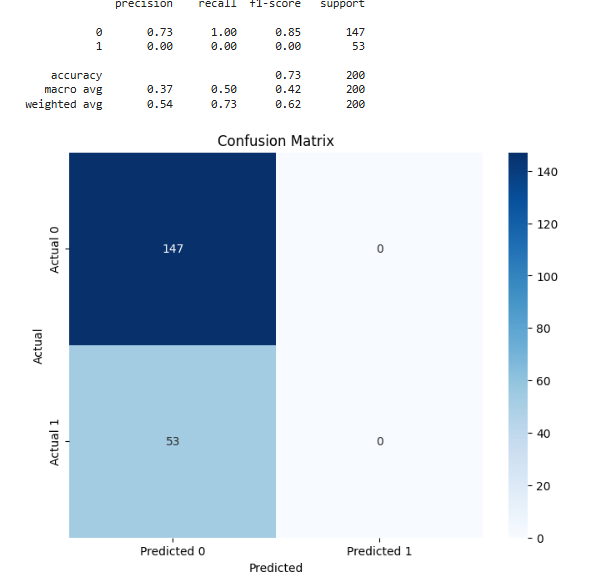 precision recall f1-score support
0 0.73 1.00 0.85 147
1 0.00 0.00 0.00 53
accuracy 0.73 200
macro avg 0.37 0.50 0.42 200
weighted avg 0.54 0.73 0.62 200
Confusion Matrix
Actual
Actual 0
Actual 1
147
0
53
0
Predicted 0
Predicted 1
Predicted
140
120
100
80
60
40
20
0